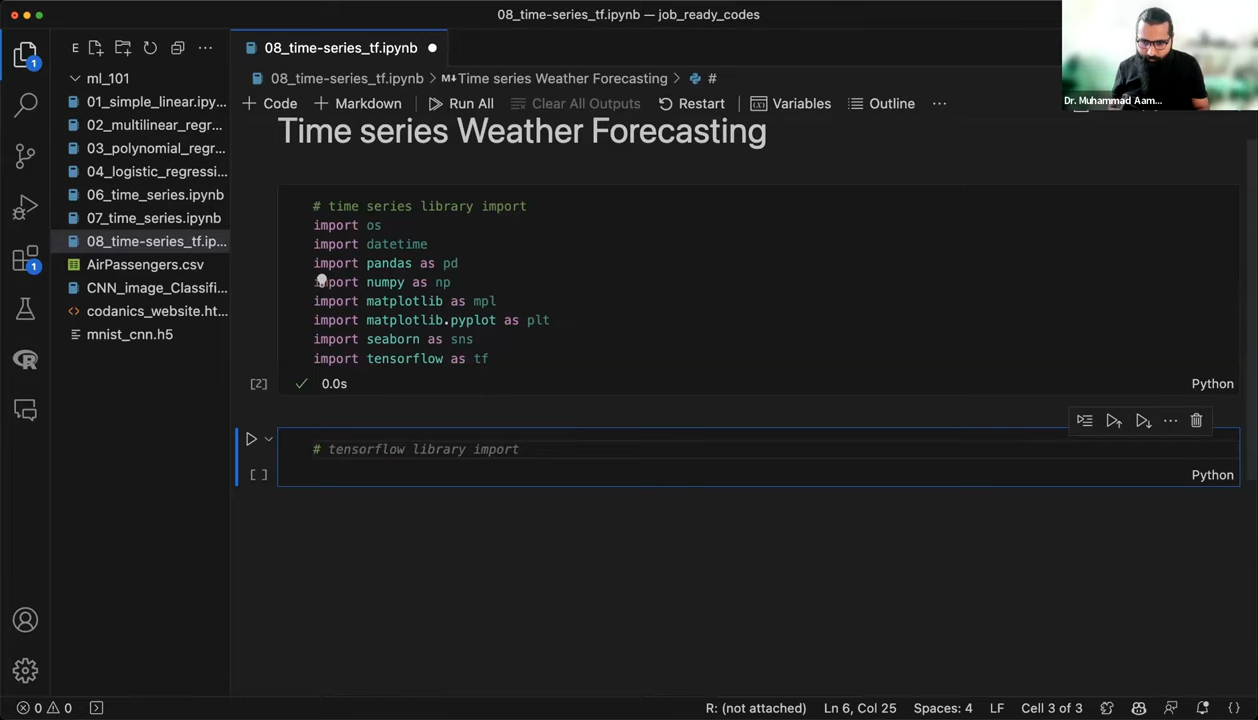 08_time-series_tf.ipynb — job_ready_codes
E
08_time-series_tf.ipynb
Dr. Muhammad Aam...
ml_101
01_simple_linear.ipy...
02_multilinear_regr...
03_polynomial_regr...
04_logistic_regressi...
06_time_series.ipynb
07_time_series.ipynb
08_time-series_tf.ip...
AirPassengers.csv
CNN_image_Classifi...
codanics_website.ht...
mnist_cnn.h5
1
1
08_time-series_tf.ipynb > M↓Time series Weather Forecasting > #
+ Code + Markdown Run All Clear All Outputs Restart Variables Outline ...
Time series Weather Forecasting
# time series library import
import os
import datetime
import pandas as pd
import numpy as np
import matplotlib as mpl
import matplotlib.pyplot as plt
import seaborn as sns
import tensorflow as tf
[2] 0.0s Python
# tensorflow library import
[ ] Python
0 0 R: (not attached) Ln 6, Col 25 Spaces: 4 LF Cell 3 of 3